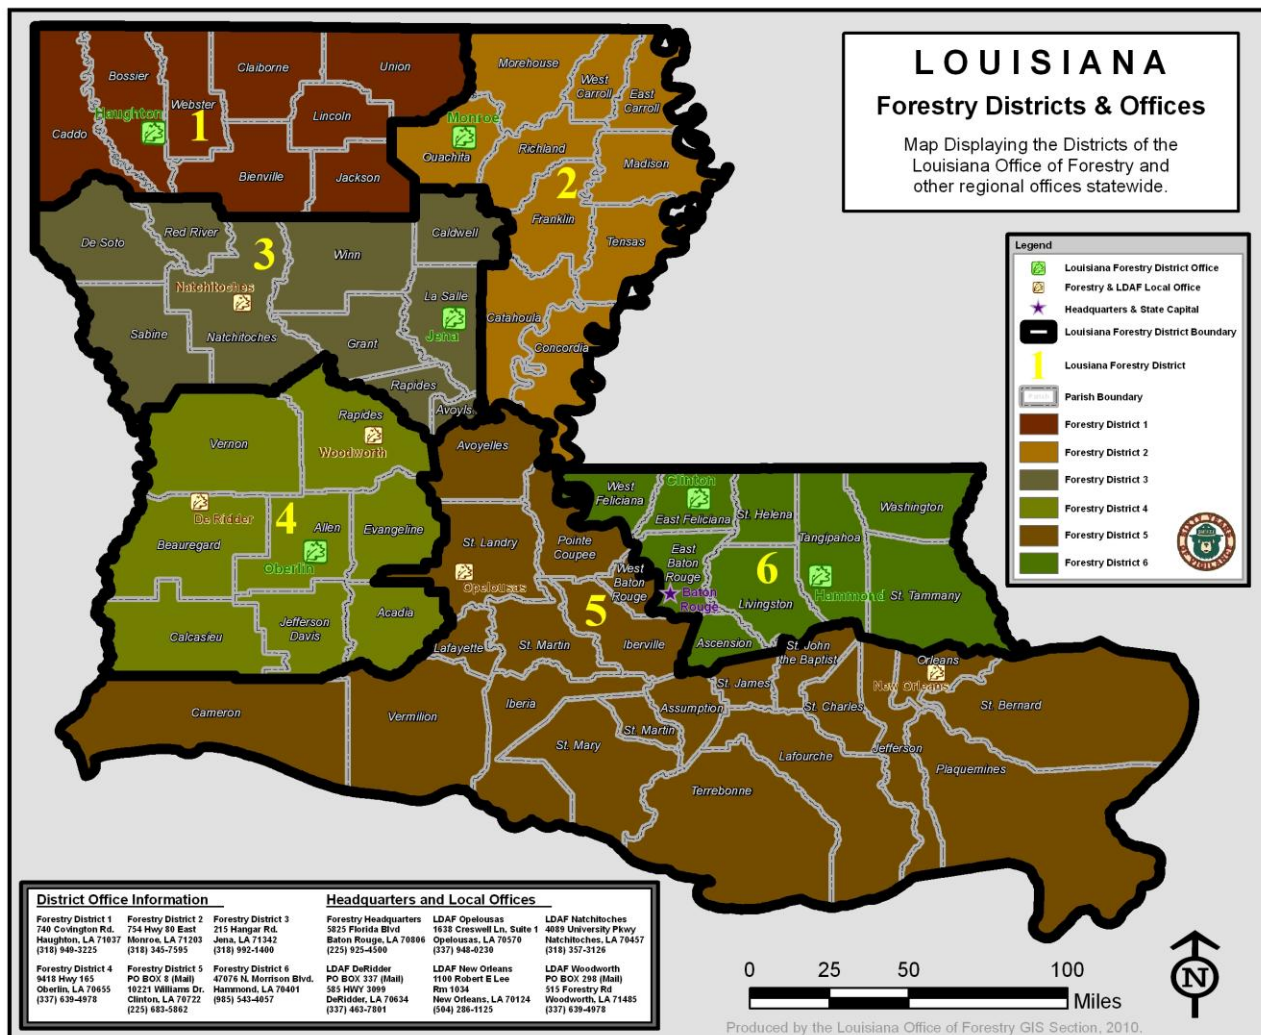 LOUISIANA
Forestry Districts & Offices
Map Displaying the Districts of the
Louisiana Office of Forestry and
other regional offices statewide.
Legend
Louisiana Forestry District Office
Forestry & LDAF Local Office
Headquarters & State Capital
Louisiana Forestry District Boundary
1
Lousiana Forestry District
Parish Boundary
Forestry District 1
Forestry District 2
Forestry District 3
Forestry District 4
Forestry District 5
Forestry District 6
Caddo
Bossier
Haughton
Webster
1
Claiborne
Union
Lincoln
Bienville
Jackson
Morehouse
West
Carroll
East
Carroll
Monroe
Ouachita
Richland
2
Madison
Franklin
Tensas
Catahoula
Concordia
De Soto
Red River
3
Winn
Caldwell
Natchitoches
Sabine
Natchitoches
Grant
La Salle
Jena
Rapides
Avoyls
Vernon
Rapides
Woodworth
De Ridder
4
Beauregard
Allen
Oberlin
Evangeline
Calcasieu
Jefferson
Davis
Acadia
Avoyelles
St. Landry
Opelousas
Pointe
Coupee
West
Baton
Rouge
5
Lafayette
St. Martin
Iberville
West
Feliciana
Clinton
East Feliciana
St. Helena
Tangipahoa
Washington
East
Baton
Rouge
Baton
Rouge
6
Livingston
Hammond
St. Tammany
Ascension
St. John
the Baptist
Orleans
New Orleans
St. Bernard
Cameron
Vermilion
Iberia
St. Mary
St. Martin
Assumption
St. James
St. Charles
Lafourche
Jefferson
Plaquemines
Terrebonne
District Office Information
Forestry District 1
740 Covington Rd.
Haughton, LA 71037
(318) 949-3225
Forestry District 2
754 Hwy 80 East
Monroe, LA 71203
(318) 345-7595
Forestry District 3
215 Hangar Rd.
Jena, LA 71342
(318) 992-1400
Forestry District 4
9418 Hwy 165
Oberlin, LA 70655
(337) 639-4978
Forestry District 5
PO BOX 8 (Mail)
10221 Williams Dr.
Clinton, LA 70722
(225) 683-5862
Forestry District 6
47076 N. Morrison Blvd.
Hammond, LA 70401
(985) 543-4057
Headquarters and Local Offices
Forestry Headquarters
5825 Florida Blvd
Baton Rouge, LA 70806
(225) 925-4500
LDAF Opelousas
1638 Creswell Ln. Suite 1
Opelousas, LA 70570
(337) 948-0230
LDAF Natchitoches
4089 University Pkwy
Natchitoches, LA 70457
(318) 357-3126
LDAF DeRidder
PO BOX 337 (Mail)
585 HWY 3099
DeRidder, LA 70634
(337) 463-7801
LDAF New Orleans
1100 Robert E Lee
Rm 1034
New Orleans, LA 70124
(504) 286-1125
LDAF Woodworth
PO BOX 298 (Mail)
515 Forestry Rd
Woodworth, LA 71485
(337) 639-4978
0 25 50 100
Miles
N
Produced by the Louisiana Office of Forestry GIS Section, 2010.